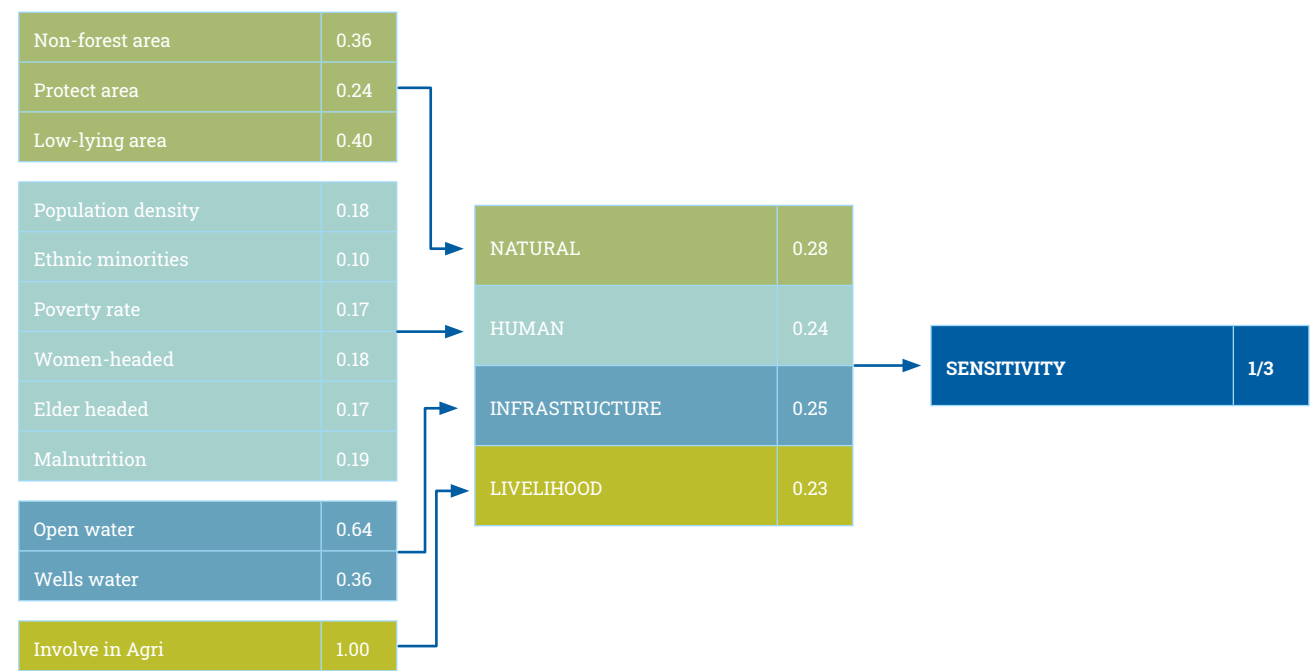 Non-forest area 0.36
Protect area 0.24
Low-lying area 0.40
Population density 0.18
Ethnic minorities 0.10
Poverty rate 0.17
Women-headed 0.18
Elder headed 0.17
Malnutrition 0.19
Open water 0.64
Wells water 0.36
Involve in Agri 1.00
NATURAL 0.28
HUMAN 0.24
INFRASTRUCTURE 0.25
LIVELIHOOD 0.23
SENSITIVITY 1/3